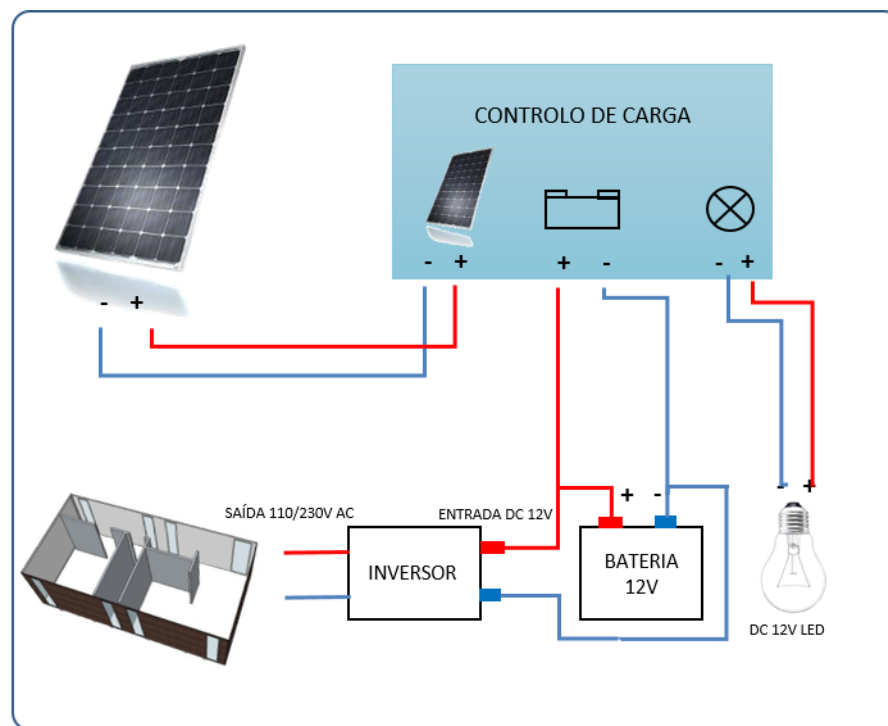 CONTROLO DE CARGA
- + + - - +
- +
SAÍDA 110/230V AC
ENTRADA DC 12V
+ -
- +
INVERSOR
BATERIA
12V
DC 12V LED